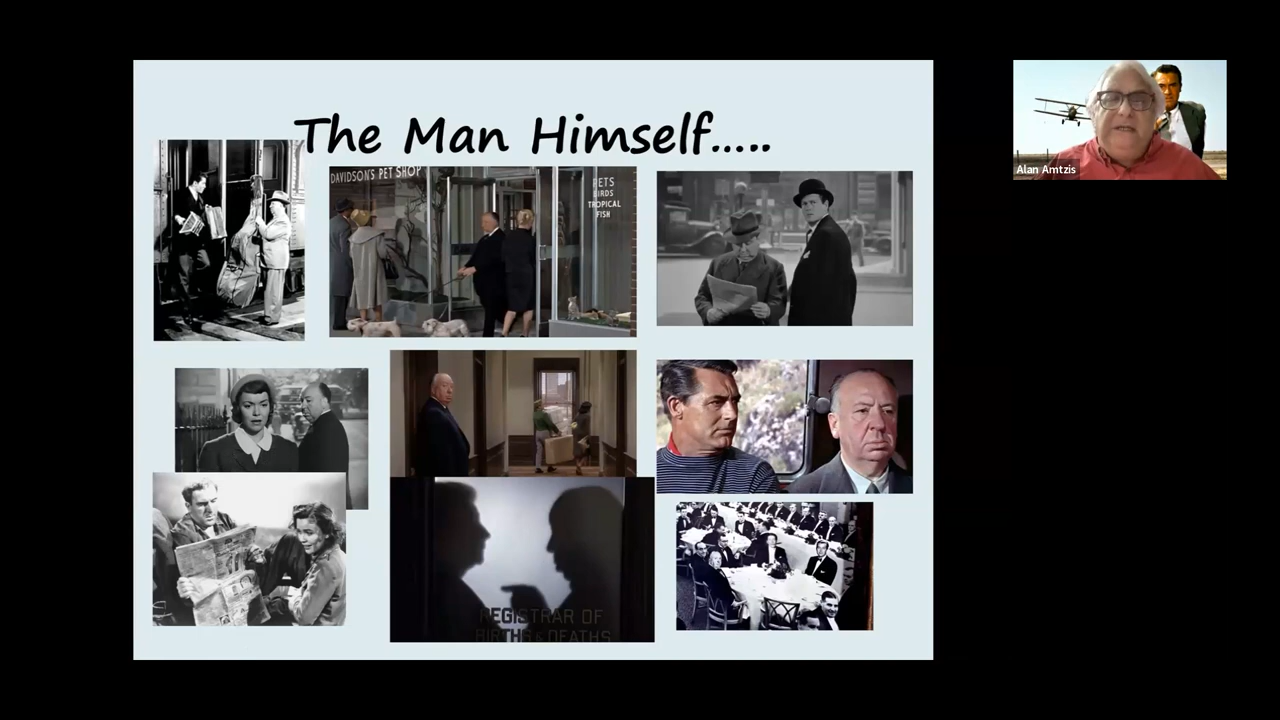 The Man Himself.....
DAVIDSON'S PET SHOP
PETS
BIRDS
TROPICAL
FISH
REGISTRAR OF
BIRTHS & DEATHS
Alan Amtzis